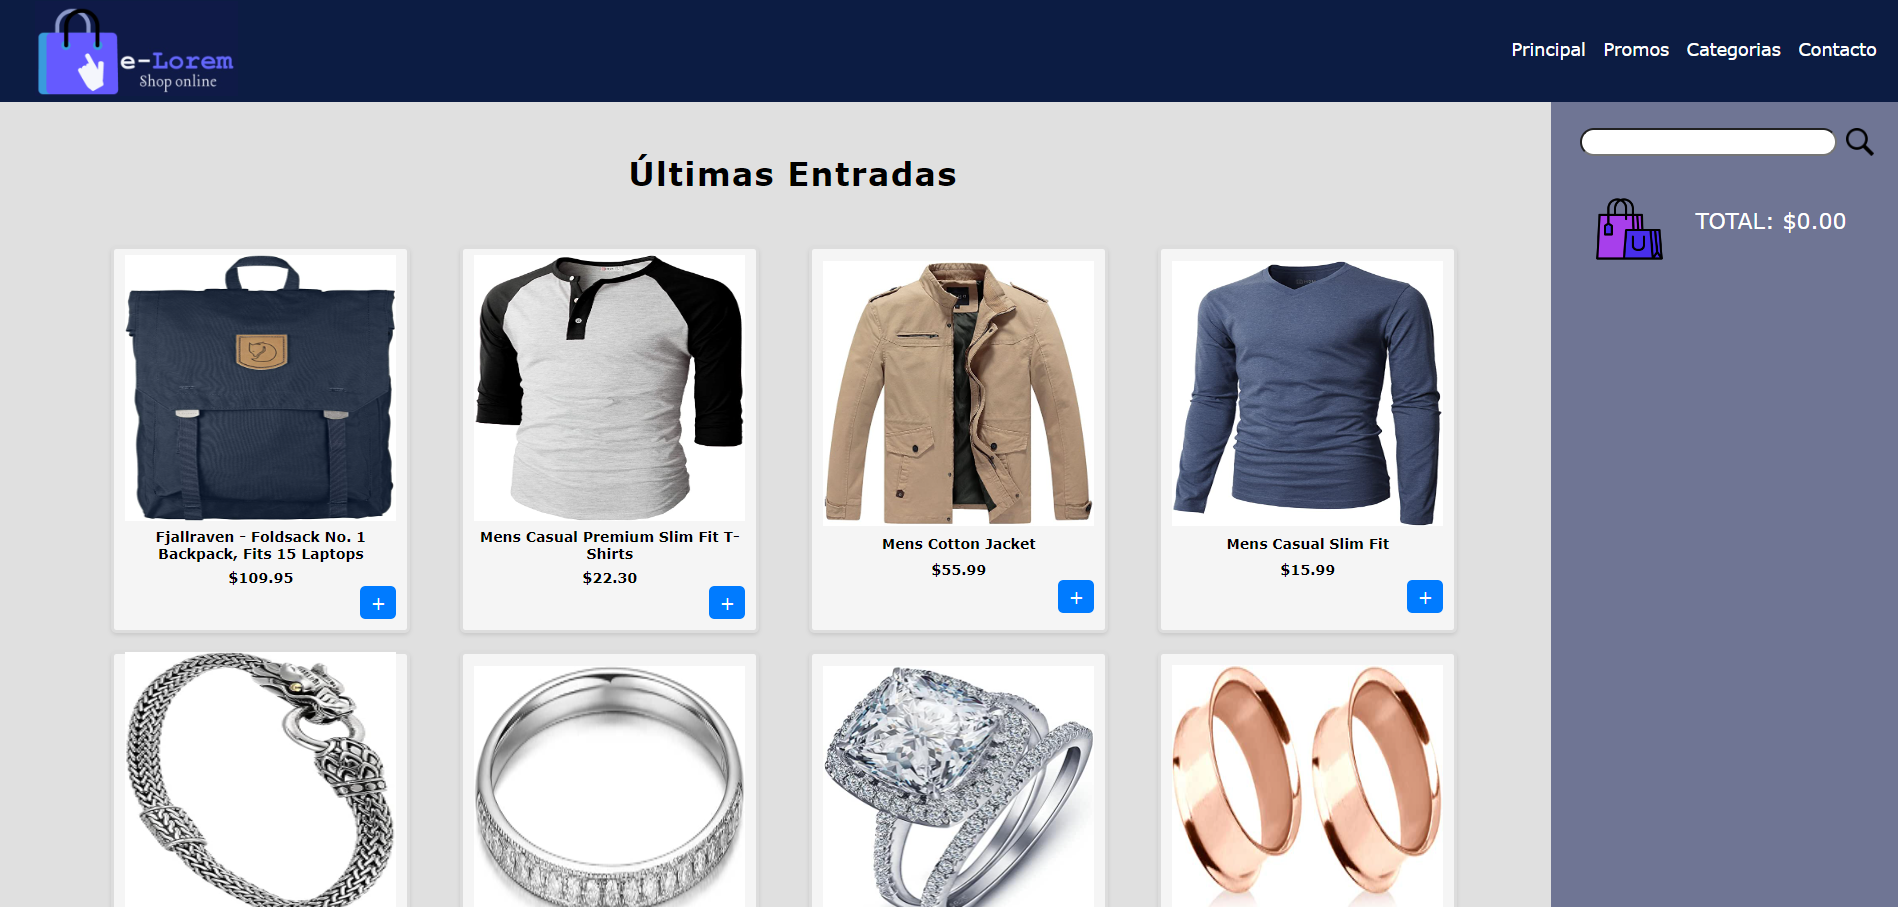 e-Lorem
Shop online
Principal Promos Categorias Contacto
Últimas Entradas
TOTAL: $0.00
Fjallraven - Foldsack No. 1
Backpack, Fits 15 Laptops
$109.95
+
Mens Casual Premium Slim Fit T-
Shirts
$22.30
+
Mens Cotton Jacket
$55.99
+
Mens Casual Slim Fit
$15.99
+